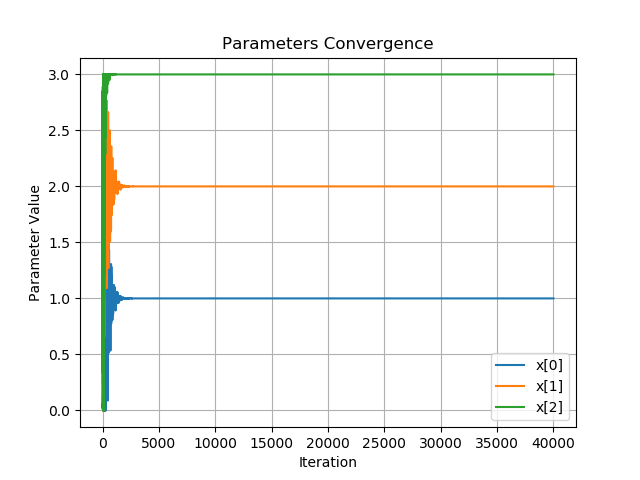 Parameters Convergence
Parameter Value
3.0
2.5
2.0
1.5
1.0
0.5
0.0
x[0]
x[1]
x[2]
0 5000 10000 15000 20000 25000 30000 35000 40000
Iteration